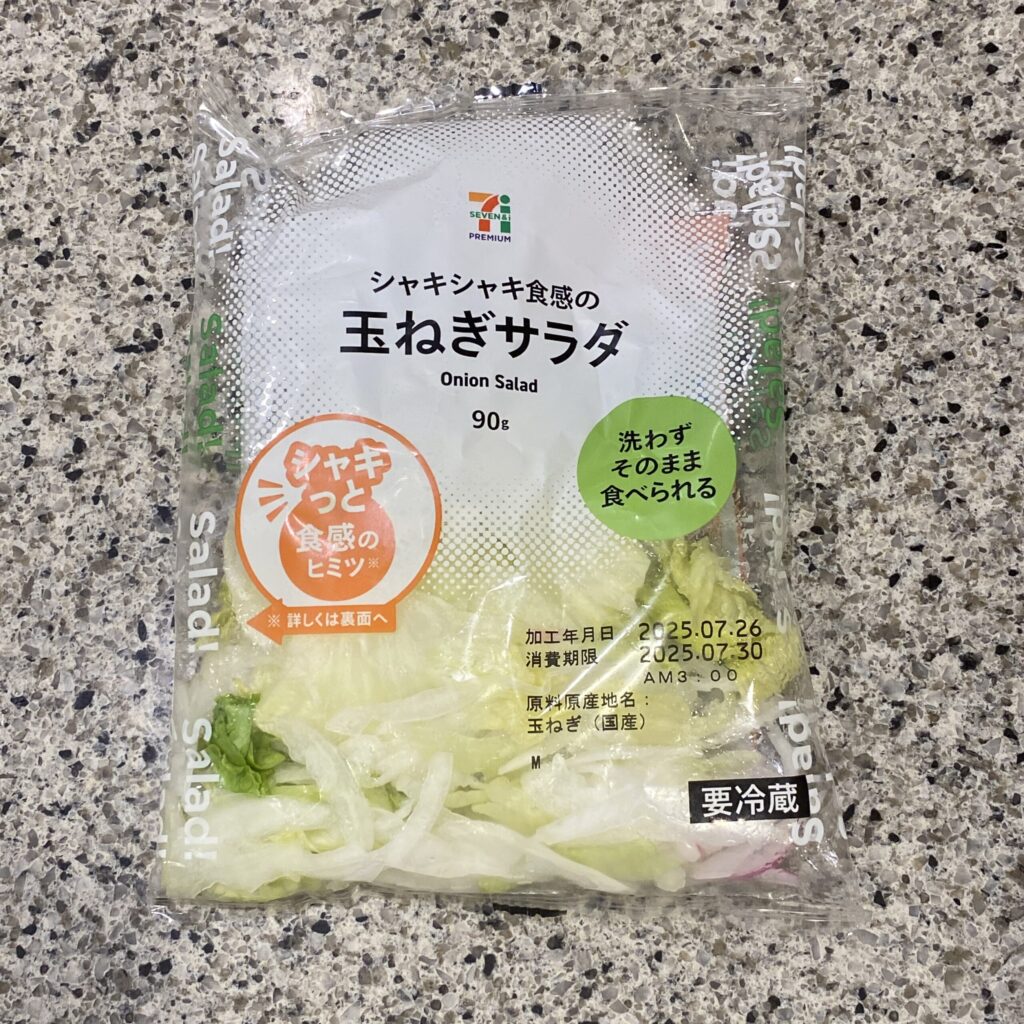 SEVEN&i
PREMIUM
シャキシャキ食感の
玉ねぎサラダ
Onion Salad
90g
シャキ
っと
食感の
ヒミツ※
※ 詳しくは裏面へ
洗わず
そのまま
食べられる
加工年月日 2025.07.26
消費期限 2025.07.30
AM3:00
原料原産地名:
玉ねぎ(国産)
M
要冷蔵
Salad!
Salad!
Salad!
Salad!